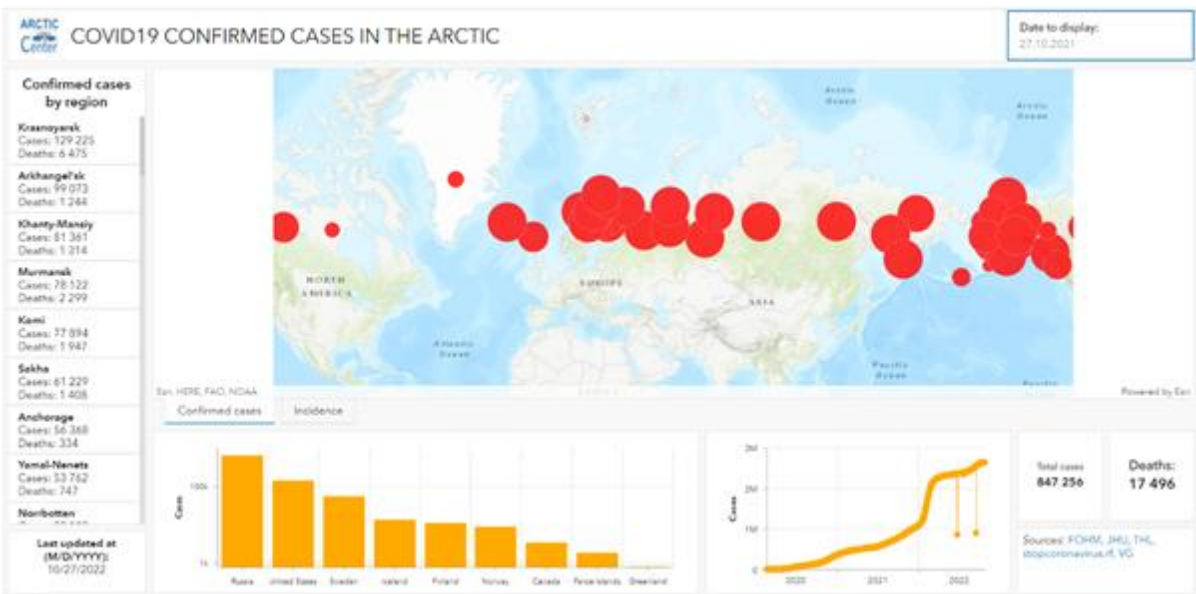 ARCTIC
Center
COVID19 CONFIRMED CASES IN THE ARCTIC
Date to display:
27.10.2021
Confirmed cases
by region
Krasnoyarsk
Cases: 129 225
Deaths: 6 475
Arkhangel'sk
Cases: 99 073
Deaths: 1 244
Khanty-Mansiy
Cases: 81 361
Deaths: 1 214
Murmansk
Cases: 78 122
Deaths: 2 299
Komi
Cases: 77 894
Deaths: 1 947
Sakha
Cases: 61 229
Deaths: 1 408
Anchorage
Cases: 56 368
Deaths: 334
Yamal-Nenets
Cases: 53 762
Deaths: 747
Norrbotten
Last updated at
(M/D/YYYY):
10/27/2022
Arctic
Ocean
Arctic
Ocean
NORTH
AMERICA
EUROPE
ASIA
Atlantic
Ocean
Pacific
Ocean
Esri, HERE, FAO, NOAA
Powered by Esri
Confirmed cases
Incidence
Cases
100k
1k
Russia
United States
Sweden
Iceland
Finland
Norway
Canada
Faroe Islands
Greenland
Cases
3M
2M
1M
0
2020
2021
2022
Total cases
847 256
Deaths:
17 496
Sources: FOHM, JHU, THL,
stopcoronavirus.rf, VG